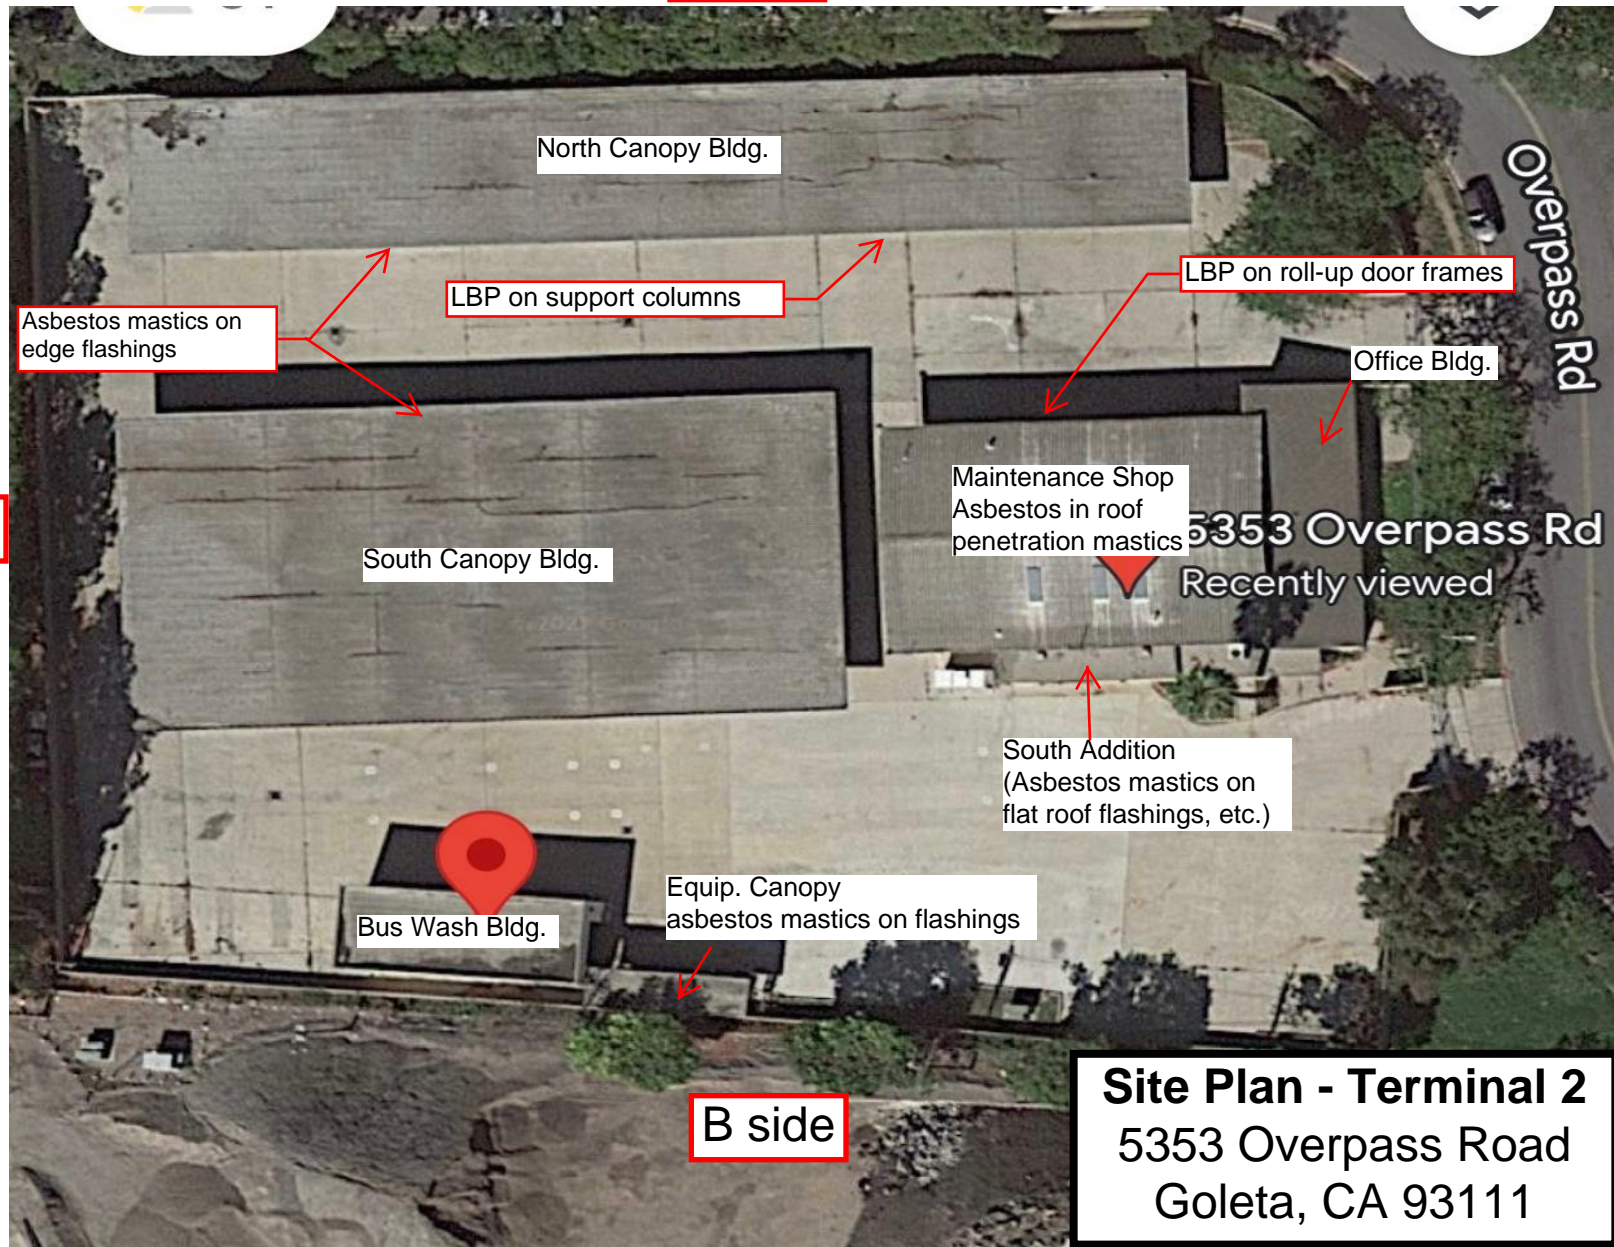 North Canopy Bldg.
Overpass Rd
LBP on roll-up door frames
LBP on support columns
Asbestos mastics on
edge flashings
Office Bldg.
Maintenance Shop
Asbestos in roof
penetration mastics
5353 Overpass Rd
Recently viewed
South Canopy Bldg.
South Addition
(Asbestos mastics on
flat roof flashings, etc.)
Equip. Canopy
asbestos mastics on flashings
Bus Wash Bldg.
B side
Site Plan - Terminal 2
5353 Overpass Road
Goleta, CA 93111